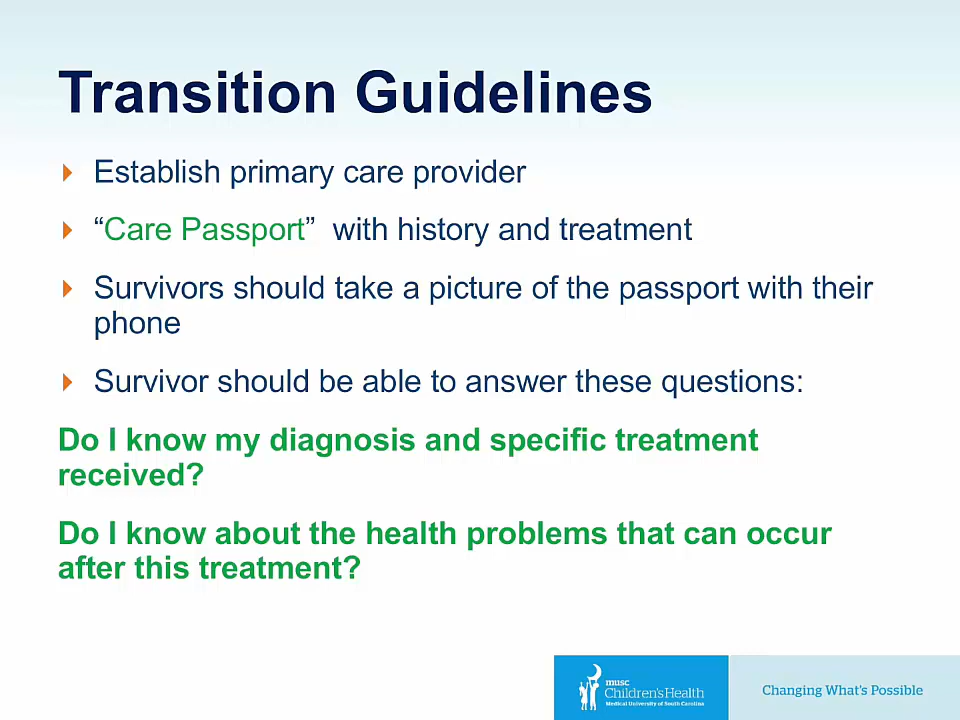 Transition Guidelines
Establish primary care provider
“Care Passport”  with history and treatment
Survivors should take a picture of the passport with their
phone
Survivor should be able to answer these questions:
Do I know my diagnosis and specific treatment
received?
Do I know about the health problems that can occur
after this treatment?
musc
Children's Health
Medical University of South Carolina
Changing What's Possible